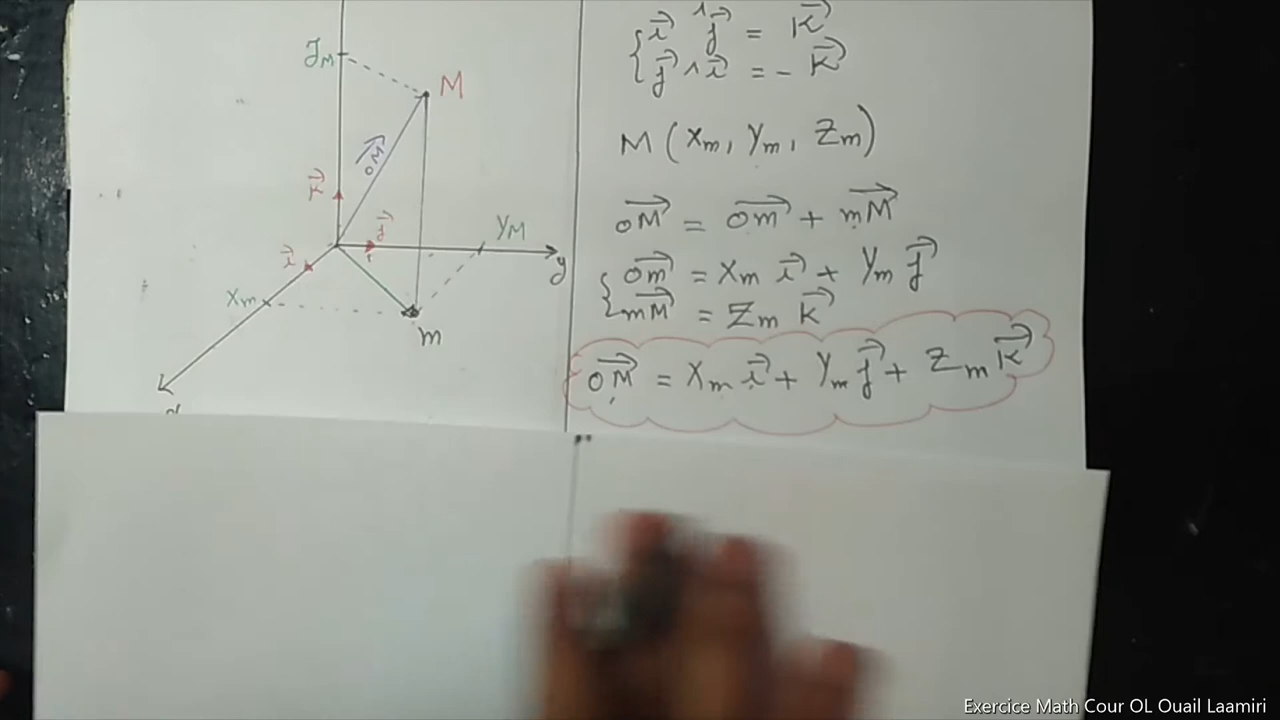 ȷM
M
→OM
→K
→ȷ
YM
→i
Xm
y
m
{ →i ∧ →ȷ = →K
→ȷ ∧ →i = - →K
M (Xm, Ym, Zm)
→OM = →Om + →mM
{ →Om = Xm →i + Ym →ȷ
→mM = Zm →K
→OM = Xm →i + Ym →ȷ + Zm →K
Exercice Math Cour OL Ouail Laamiri